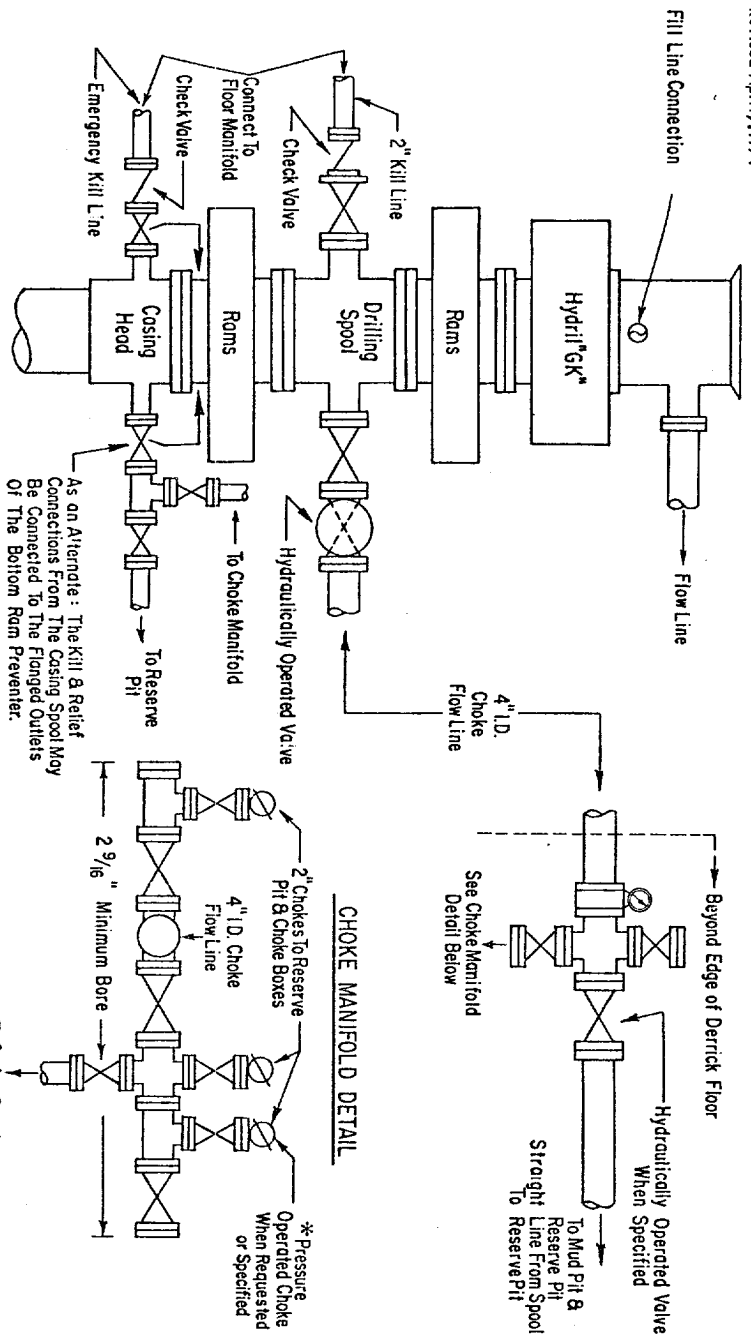 Fill Line Connection
Flow Line
Hydril "GK"
Rams
2" Kill Line
Check Valve
Drilling
Spool
Hydraulically Operated Valve
Connect To
Floor Manifold
Check Valve
Emergency Kill Line
Rams
Casing
Head
To Choke Manifold
To Reserve
Pit
As an Alternate: The Kill & Relief
Connections From The Casing Spool May
Be Connected To The Flanged Outlets
Of The Bottom Ram Preventer.
4" I.D.
Choke
Flow Line
Beyond Edge of Derrick Floor
Hydraulically Operated Valve
When Specified
See Choke Manifold
Detail Below
To Mud Pit &
Reserve Pit
Straight Line From Spool
To Reserve Pit
CHOKE MANIFOLD DETAIL
2" Chokes To Reserve
Pit & Choke Boxes
4" I.D. Choke
Flow Line
*Pressure
Operated Choke
When Requested
or Specified
2 9/16" Minimum Bore